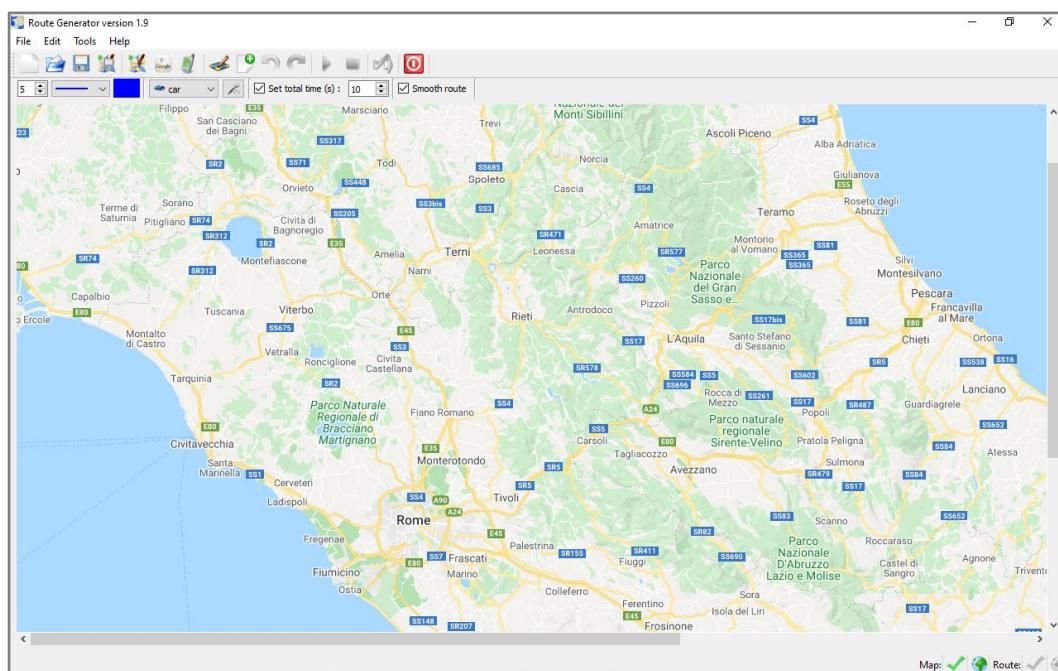 Route Generator version 1.9
File Edit Tools Help
5 car Set total time (s) : 10 Smooth route
Nazionale dei
Monti Sibillini
Filippo E35 Marsciano Trevi SS4
San Casciano
dei Bagni
Ascoli Piceno
23 SS317 Alba Adriatica
SR2 SS71 Todi SS685 Norcia
Orvieto SS448 Spoleto Cascia SS4 Giulianova
E55
Terme di
Saturnia
Sorano SS3bis SS3
Pitigliano SR74 SS205 Teramo Roseto degli
Abruzzi
Civita di
Bagnoregio
Amatrice
SR312 SR2 E35 SR471
Montefiascone Amelia Terni Leonessa SR577 Montorio
al Vomano
SS81
SS365
SS365
80 SR74 SR312 Narni SS260 Parco
Nazionale
del Gran
Sasso e...
Silvi
Montesilvano
Capalbio Orte Pescara
E80 Tuscania Viterbo Rieti Antrodoco Pizzoli Francavilla
al Mare
o Ercole
Montalto
di Castro
SS675 E45 SS17bis SS81 E80
SS3 SS17 L'Aquila Santo Stefano
di Sessanio
Chieti Ortona
Vetralla Ronciglione Civita
Castellana
SR578 SS584 SS5 SS602 SR5 SS538 SS16
Tarquinia SR2 SS696 Lanciano
Parco Naturale
Regionale di
Bracciano
Martignano
SS4 Rocca di
Mezzo
SS261 SS17 SR487 Guardiagrele
Fiano Romano A24 Popoli
E80 SS5 Parco naturale
regionale
Sirente-Velino
SS652
Civitavecchia E35 Carsoli E80 Pratola Peligna SS84 Atessa
Tagliacozzo
Santa
Marinella
SS1 Monterotondo SR5 Avezzano Sulmona
Cerveteri SR5 SR479 SS84
SS17
Ladispoli SS4 A90 Tivoli
A24
Rome SS83 Scanno SS652
Fregenae E45 SR82
Palestrina SR155 SR411 SS690 Parco
Nazionale
D'Abruzzo
Lazio e Molise
Roccaraso
E80 SS7 Frascati Fiuggi Castel di
Sangro
Agnone
Fiumicino Marino Trivent
Ostia Colleferro Sora
Ferentino Isola del Liri SS17
SS148 SR207 E45
Frosinone
Map: Route: